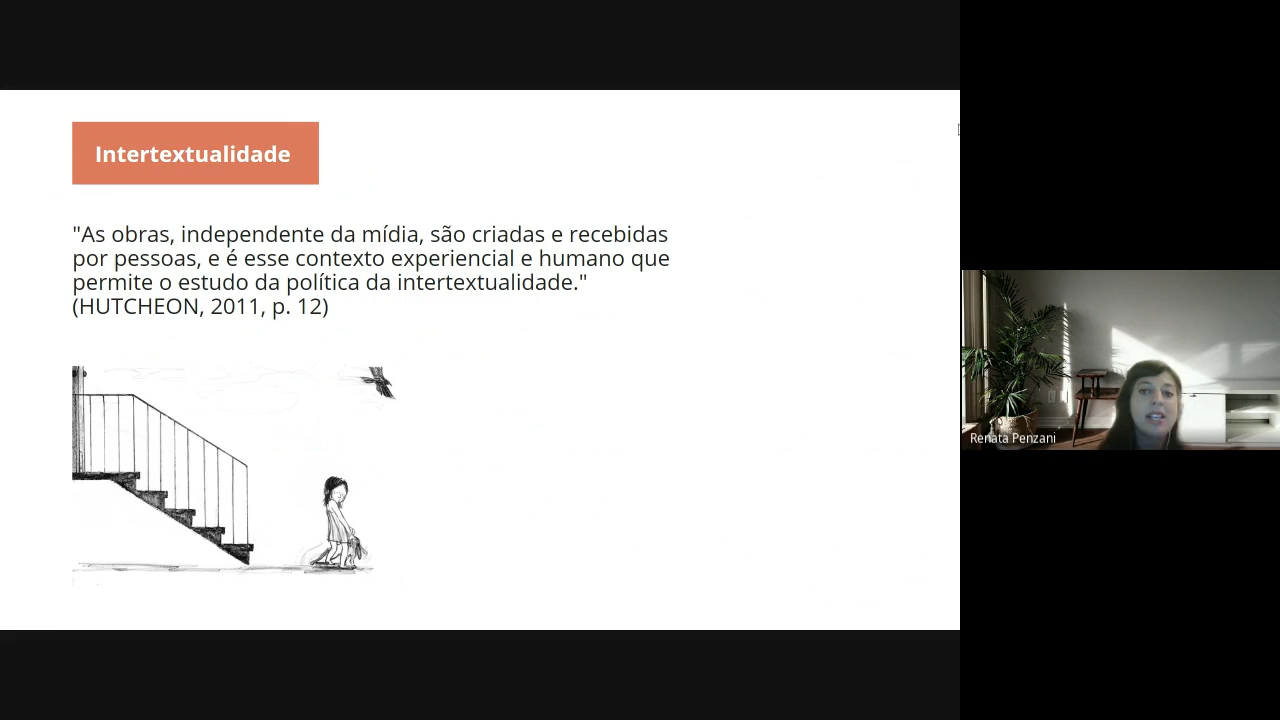 Intertextualidade
"As obras, independente da mídia, são criadas e recebidas
por pessoas, e é esse contexto experiencial e humano que
permite o estudo da política da intertextualidade."
(HUTCHEON, 2011, p. 12)
Renata Penzani